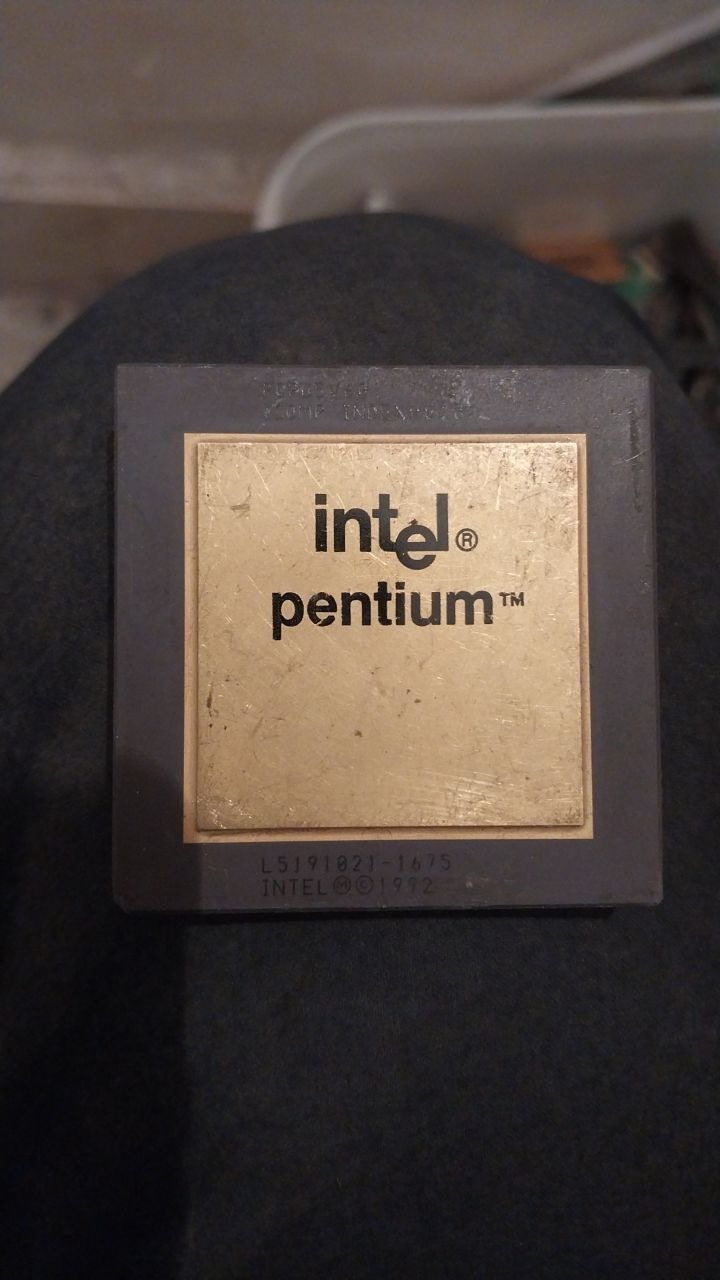 intel®
pentium™
L5191021-1675
INTEL Ⓜ©1992